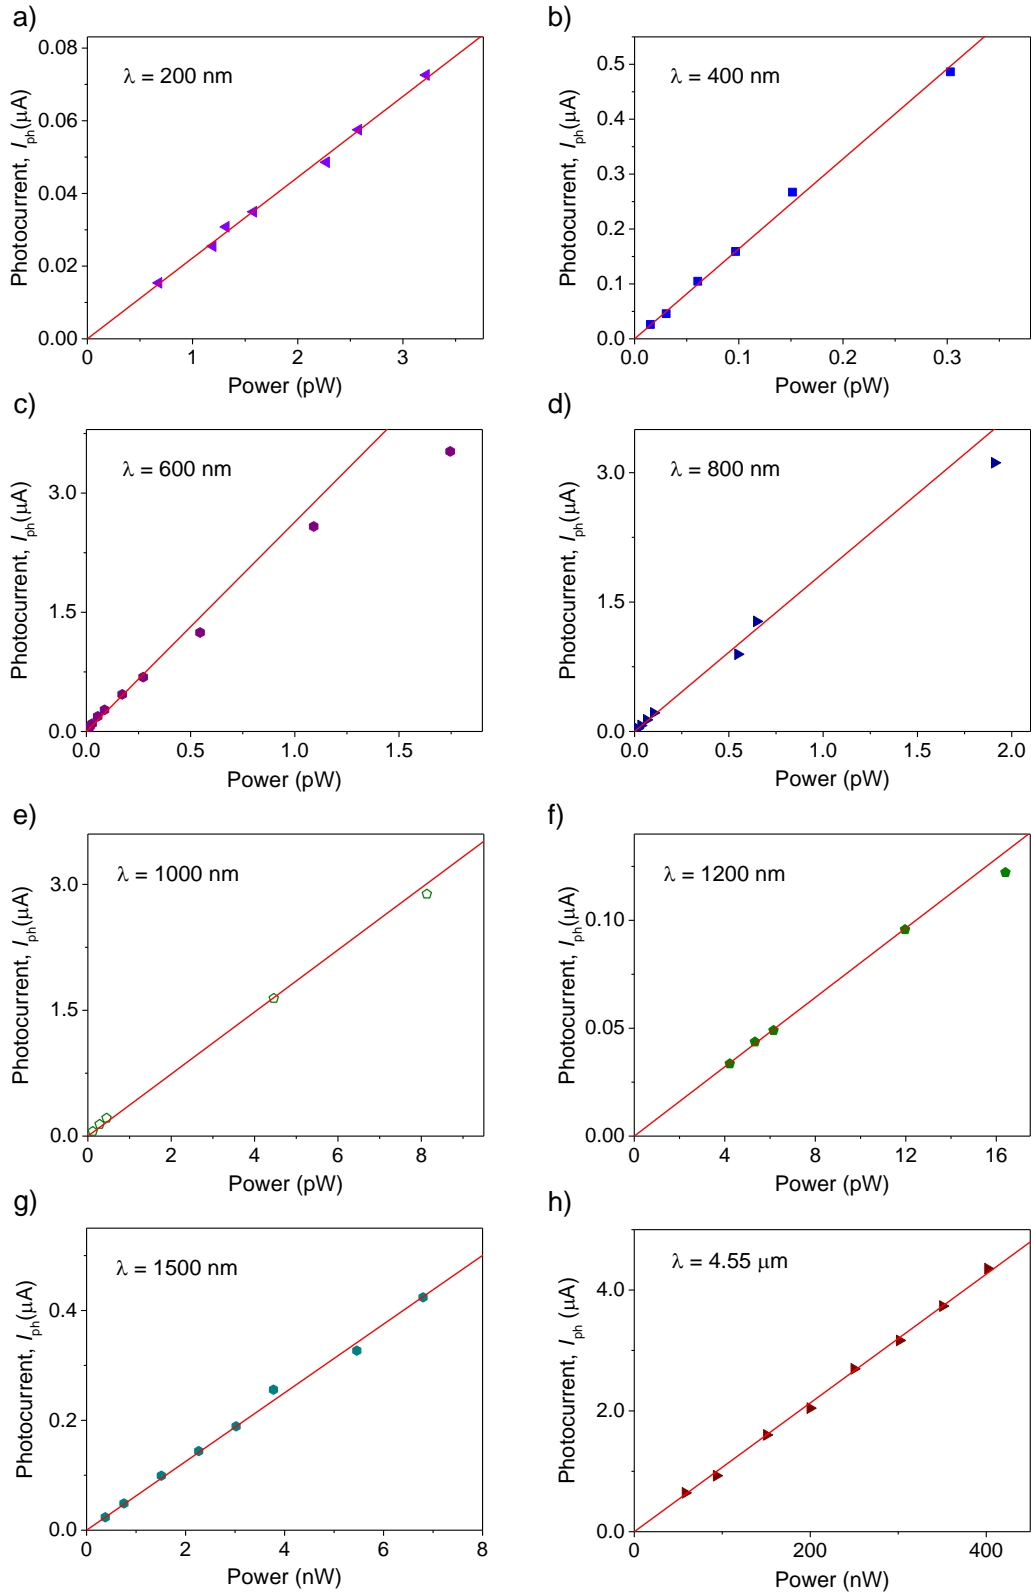 a)
λ = 200 nm
Photocurrent, Iph(μA)
0.08
0.06
0.04
0.02
0.00
0 1 2 3
Power (pW)
b)
λ = 400 nm
Photocurrent, Iph(μA)
0.5
0.4
0.3
0.2
0.1
0.0
0.0 0.1 0.2 0.3
Power (pW)
c)
λ = 600 nm
Photocurrent, Iph(μA)
3.0
1.5
0.0
0.0 0.5 1.0 1.5
Power (pW)
d)
λ = 800 nm
Photocurrent, Iph(μA)
3.0
1.5
0.0
0.0 0.5 1.0 1.5 2.0
Power (pW)
e)
λ = 1000 nm
Photocurrent, Iph(μA)
3.0
1.5
0.0
0 2 4 6 8
Power (pW)
f)
λ = 1200 nm
Photocurrent, Iph(μA)
0.10
0.05
0.00
0 4 8 12 16
Power (pW)
g)
λ = 1500 nm
Photocurrent, Iph(μA)
0.4
0.2
0.0
0 2 4 6 8
Power (nW)
h)
λ = 4.55 μm
Photocurrent, Iph (μA)
4.0
2.0
0.0
200 400
Power (nW)